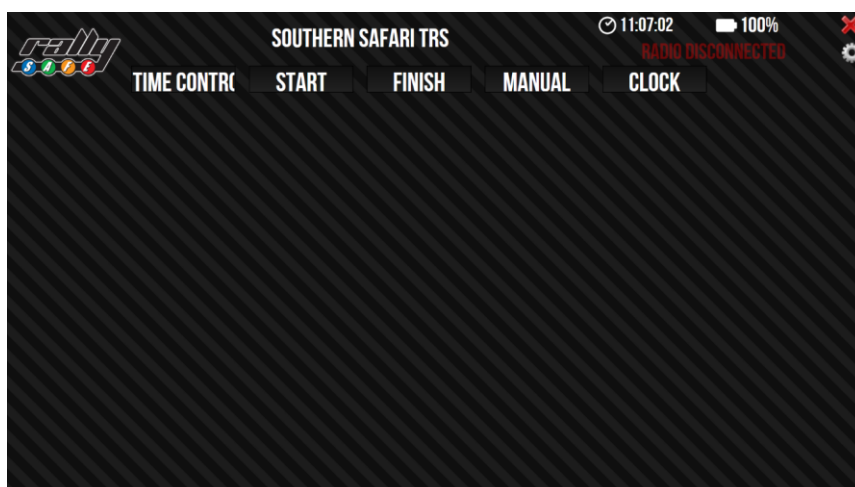 rally
SAFE
SOUTHERN SAFARI TRS
11:07:02
100%
RADIO DISCONNECTED
TIME CONTR
START
FINISH
MANUAL
CLOCK